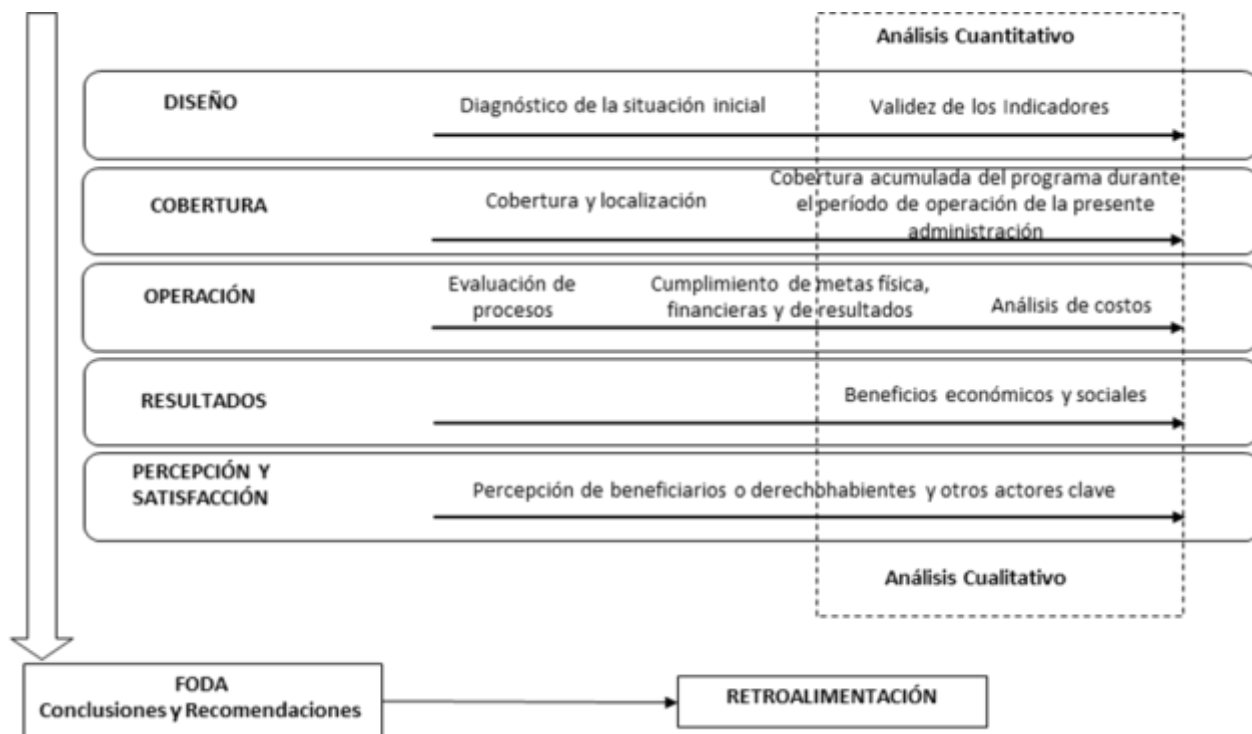 Análisis Cuantitativo
DISEÑO
Diagnóstico de la situación inicial
Validez de los Indicadores
COBERTURA
Cobertura y localización
Cobertura acumulada del programa durante
el período de operación de la presente
administración
OPERACIÓN
Evaluación de
procesos
Cumplimiento de metas física,
financieras y de resultados
Análisis de costos
RESULTADOS
Beneficios económicos y sociales
PERCEPCIÓN Y
SATISFACCIÓN
Percepción de beneficiarios o derechohabientes y otros actores clave
Análisis Cualitativo
FODA
Conclusiones y Recomendaciones
RETROALIMENTACIÓN